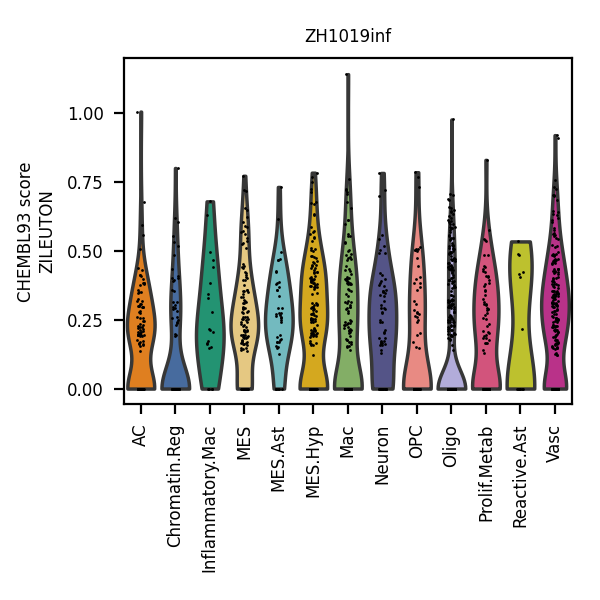 ZH1019inf
CHEMBL93 score
ZILEUTON
1.00
0.75
0.50
0.25
0.00
AC
Chromatin.Reg
Inflammatory.Mac
MES
MES.Ast
MES.Hyp
Mac
Neuron
OPC
Oligo
Prolif.Metab
Reactive.Ast
Vasc